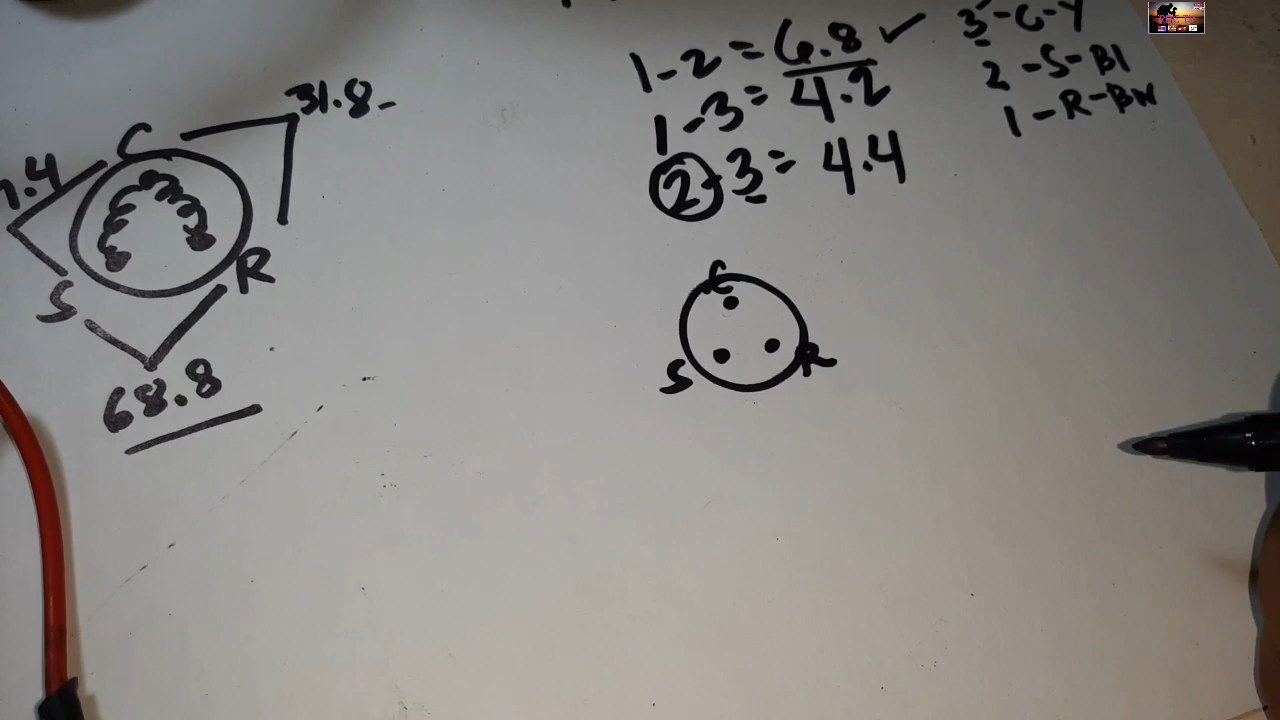 31.8-
C
S
R
68.8
1-2=6.8 ✓
1-3=4.2
2-3=4.4
3-C-Y
2-S-Bl
1-R-BN
C
S
R